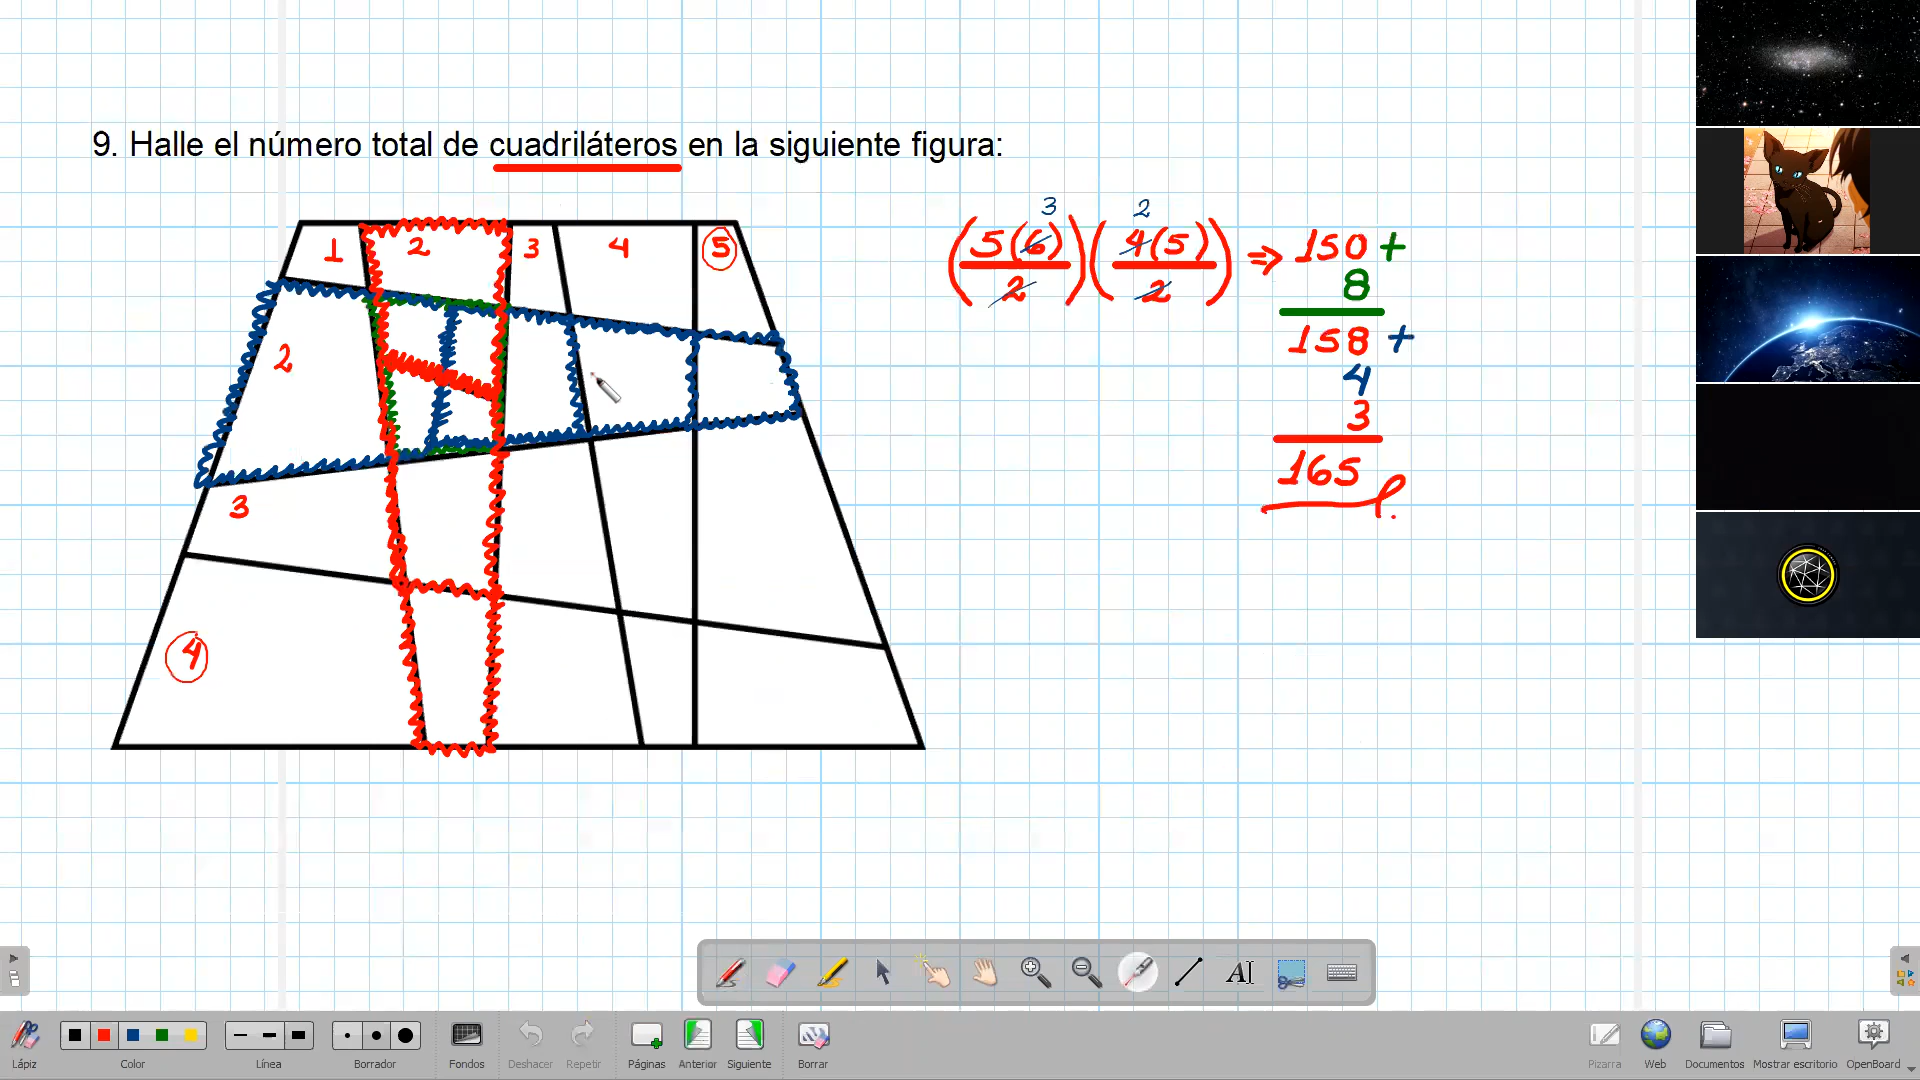 9. Halle el número total de cuadriláteros en la siguiente figura:
1 2 3 4 5
2
3
4
3 2
(5(6)/2)(4(5)/2) ⇒ 150 +
8
158 +
4
3
165
Lápiz
Color
Línea
Borrador
Fondos
Deshacer
Repetir
Páginas
Anterior
Siguiente
Borrar
Pizarra
Web
Documentos
Mostrar escritorio
OpenBoard